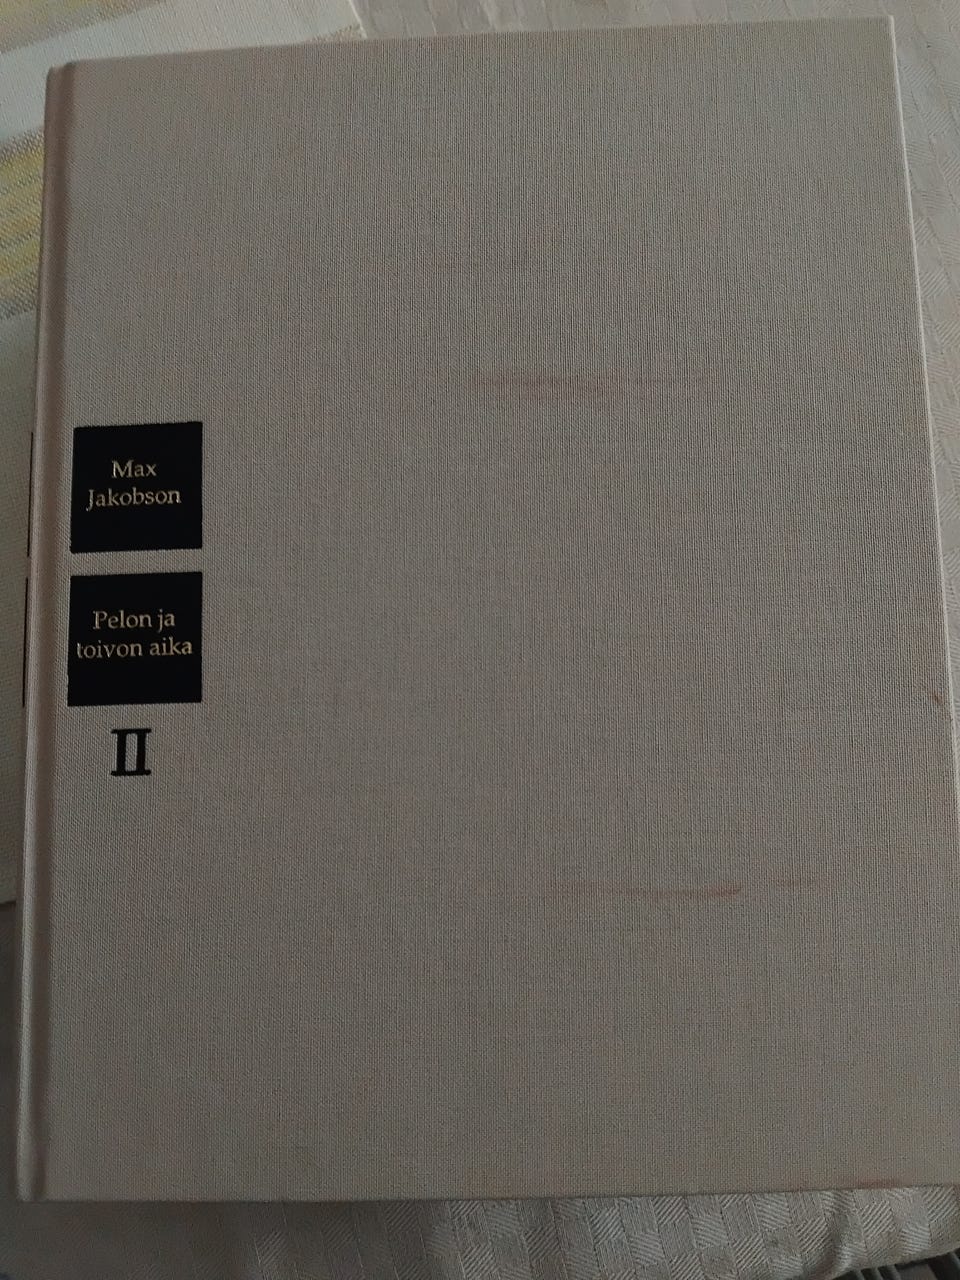 Max
Jakobson
Pelon ja
toivon aika
II